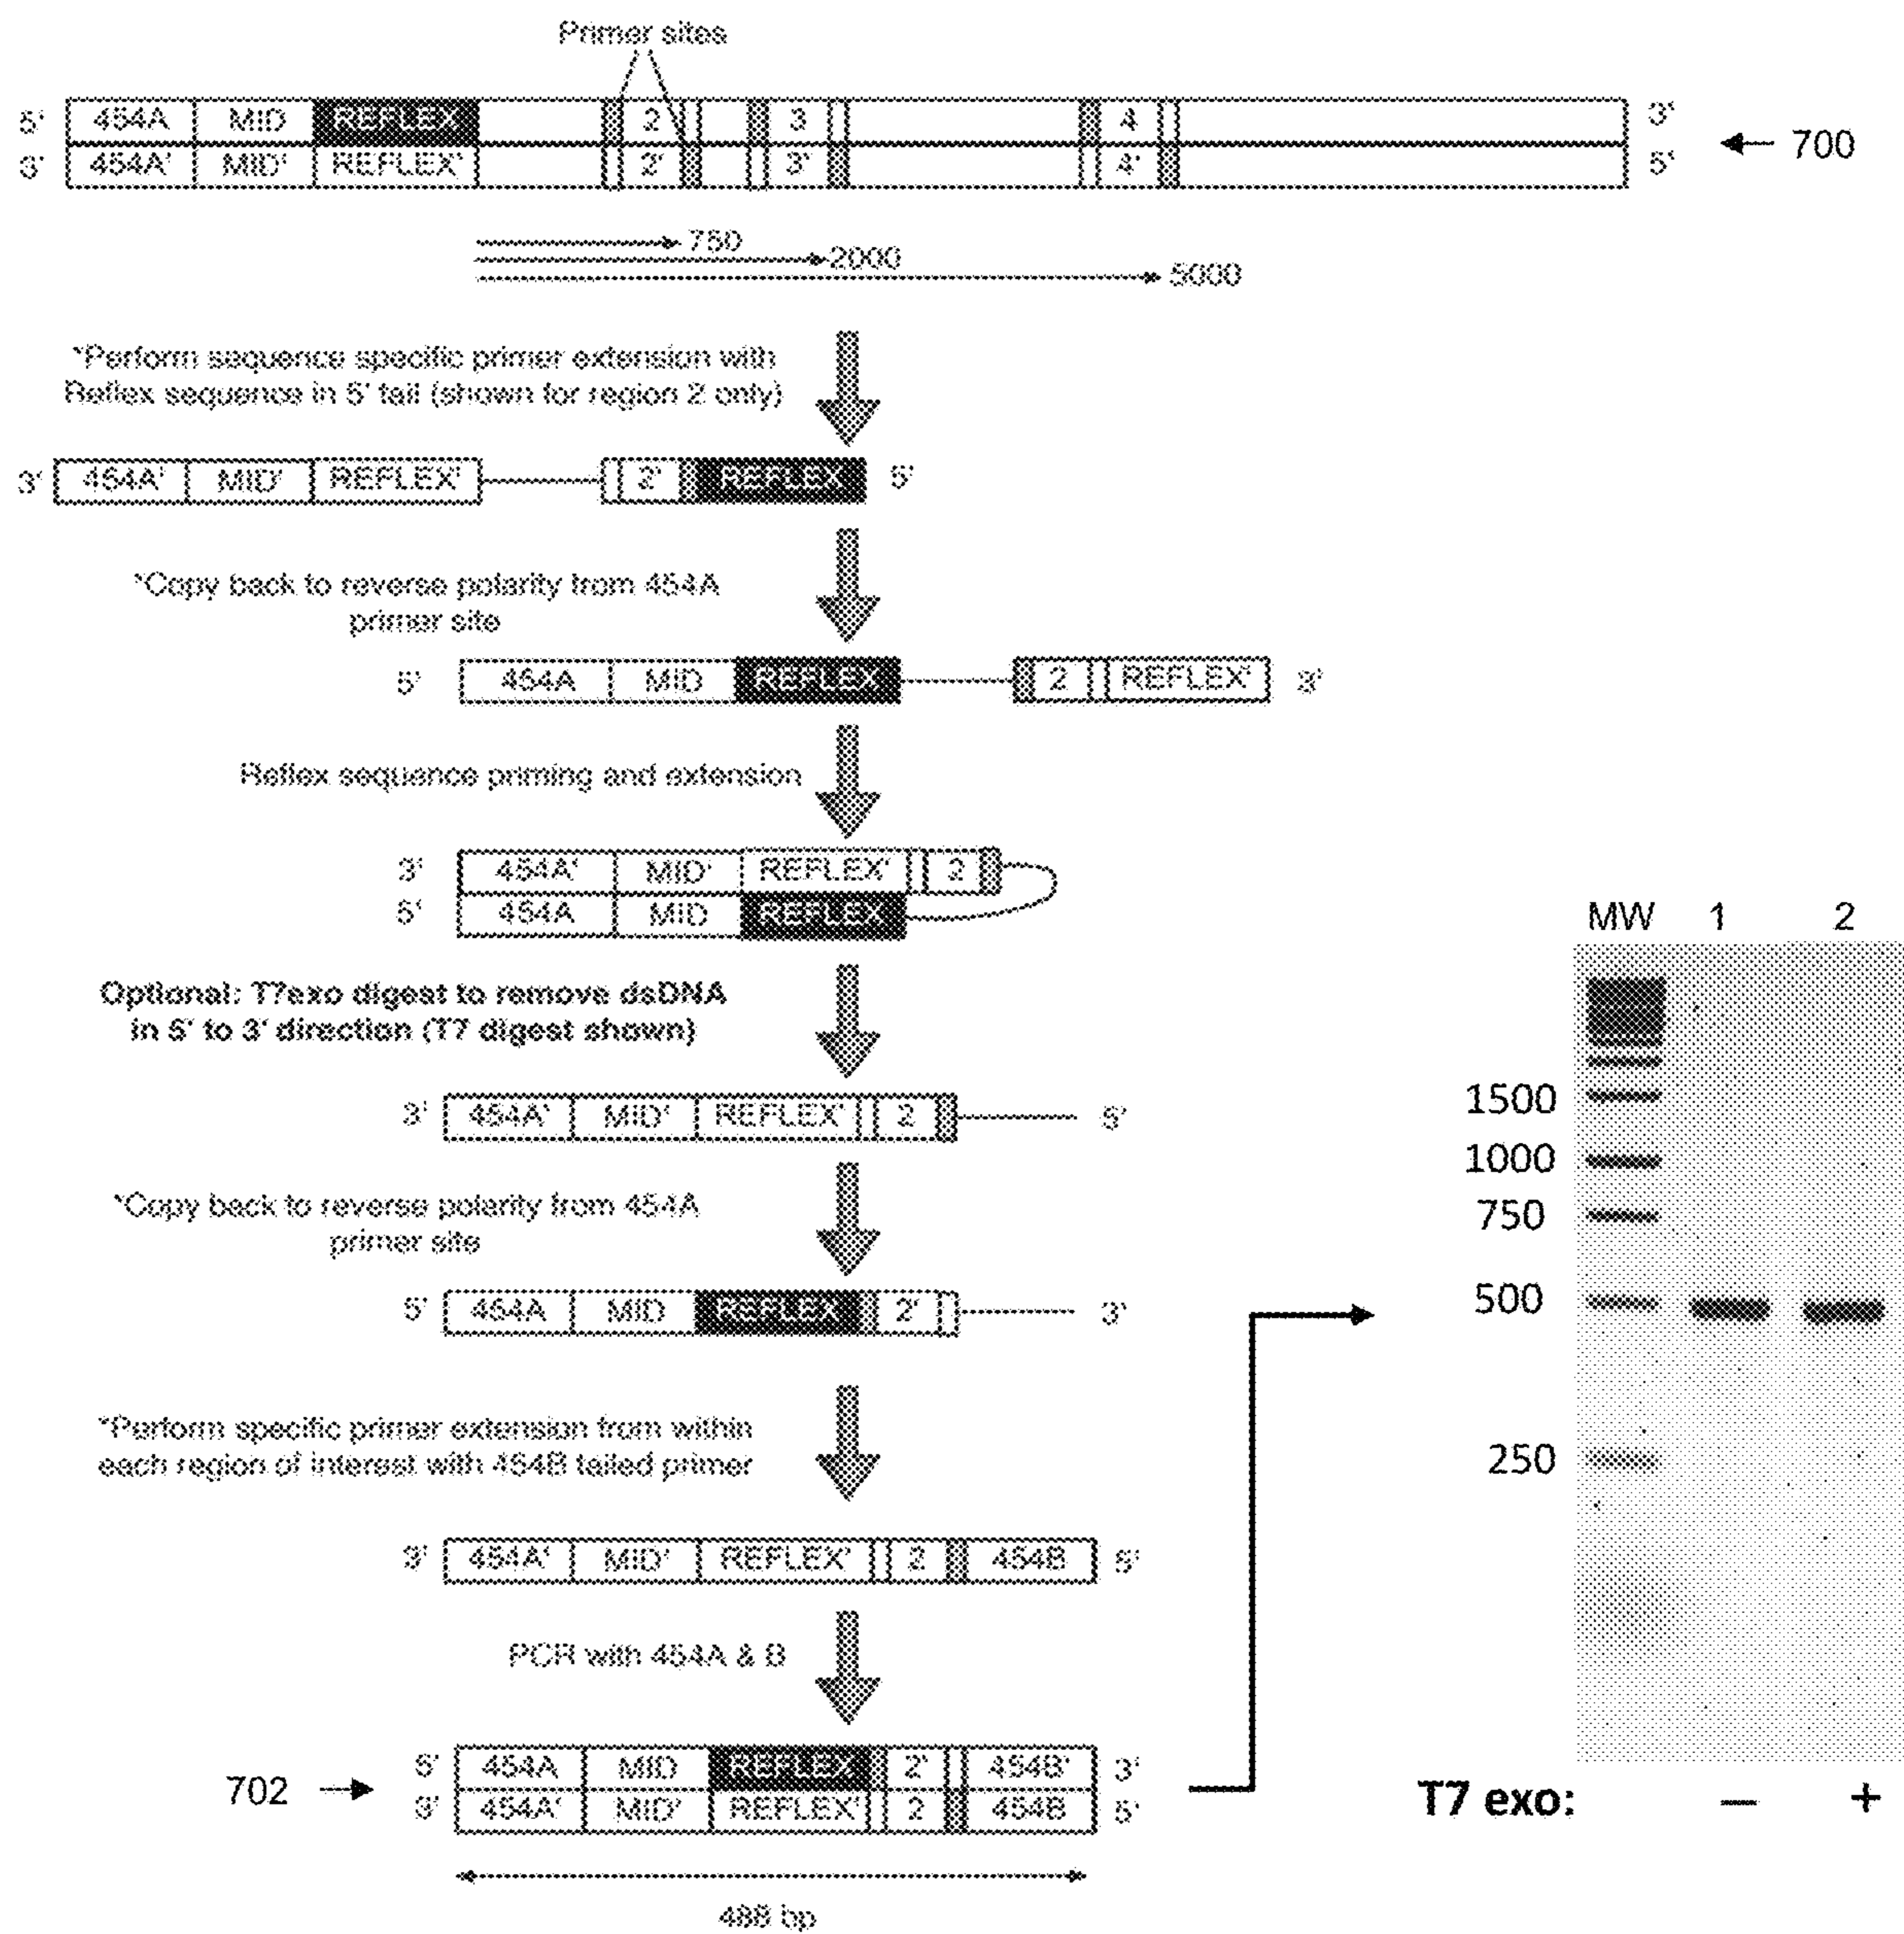 Primer sites
5' 454A MID REFLEX 2 3 4 3'
3' 454A' MID' REFLEX' 2' 3' 4' 5'
← 700
750
2000
5000
*Perform sequence specific primer extension with
Reflex sequence in 5' tail (shown for region 2 only)
3' 454A' MID' REFLEX' 2' REFLEX 5'
*Copy back to reverse polarity from 454A
primer site
5' 454A MID REFLEX 2 REFLEX' 3'
Reflex sequence priming and extension
3' 454A' MID' REFLEX' 2
5' 454A MID REFLEX
Optional: T7exo digest to remove dsDNA
in 5' to 3' direction (T7 digest shown)
3' 454A' MID' REFLEX' 2 5'
*Copy back to reverse polarity from 454A
primer site
5' 454A MID REFLEX 2' 3'
*Perform specific primer extension from within
each region of interest with 454B tailed primer
3' 454A' MID' REFLEX' 2 454B 5'
PCR with 454A & B
702
5' 454A MID REFLEX 2' 454B' 3'
3' 454A' MID' REFLEX' 2 454B 5'
488 bp
MW 1 2
1500
1000
750
500
250
T7 exo: – +